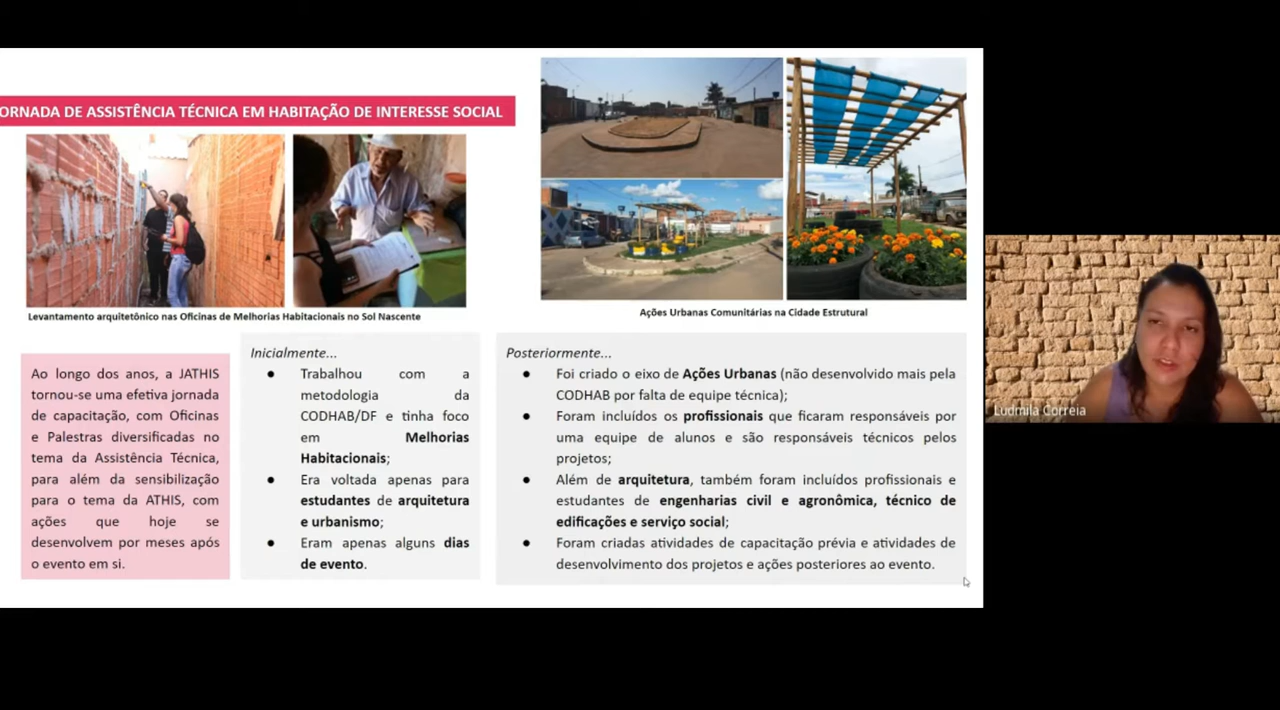 ORNADA DE ASSISTÊNCIA TÉCNICA EM HABITAÇÃO DE INTERESSE SOCIAL
Levantamento arquitetônico nas Oficinas de Melhorias Habitacionais no Sol Nascente
Ações Urbanas Comunitárias na Cidade Estrutural
Ao longo dos anos, a JATHIS
tornou-se uma efetiva jornada
de capacitação, com Oficinas
e Palestras diversificadas no
tema da Assistência Técnica,
para além da sensibilização
para o tema da ATHIS, com
ações que hoje se
desenvolvem por meses após
o evento em si.
Inicialmente...
● Trabalhou com a
metodologia da
CODHAB/DF e tinha foco
em Melhorias
Habitacionais;
● Era voltada apenas para
estudantes de arquitetura
e urbanismo;
● Eram apenas alguns dias
de evento.
Posteriormente...
● Foi criado o eixo de Ações Urbanas (não desenvolvido mais pela
CODHAB por falta de equipe técnica);
● Foram incluídos os profissionais que ficaram responsáveis por
uma equipe de alunos e são responsáveis técnicos pelos
projetos;
● Além de arquitetura, também foram incluídos profissionais e
estudantes de engenharias civil e agronômica, técnico de
edificações e serviço social;
● Foram criadas atividades de capacitação prévia e atividades de
desenvolvimento dos projetos e ações posteriores ao evento.
Ludmila Correia